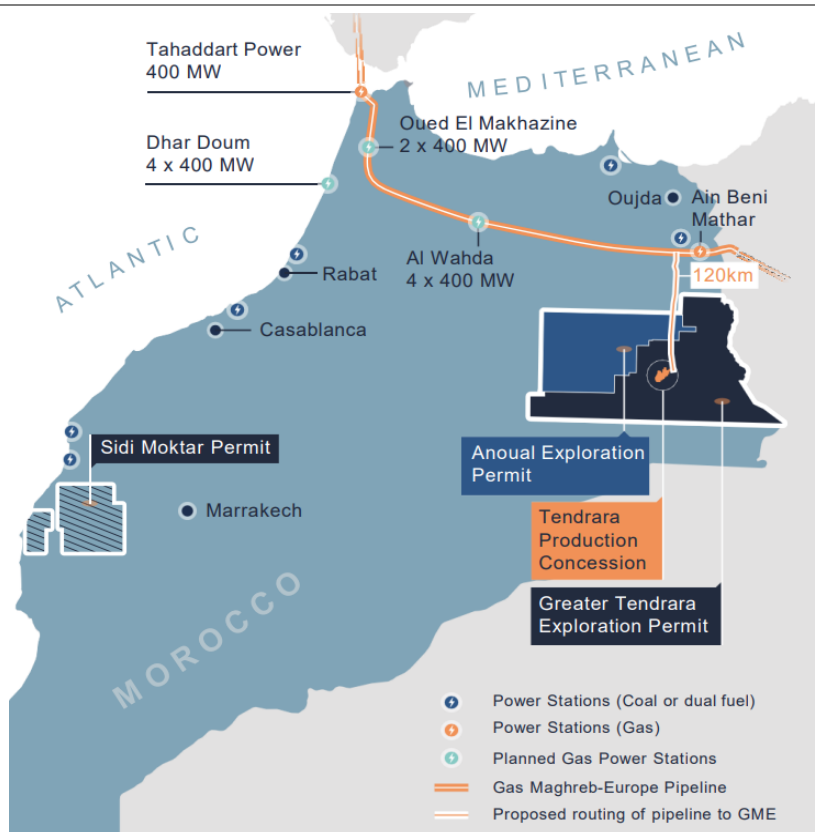 Tahaddart Power
400 MW
MEDITERRANEAN
Dhar Doum
4 x 400 MW
Oued El Makhazine
2 x 400 MW
Oujda
Ain Beni
Mathar
ATLANTIC
Rabat
Al Wahda
4 x 400 MW
120km
Casablanca
Sidi Moktar Permit
Anoual Exploration
Permit
Marrakech
Tendrara
Production
Concession
MOROCCO
Greater Tendrara
Exploration Permit
Power Stations (Coal or dual fuel)
Power Stations (Gas)
Planned Gas Power Stations
Gas Maghreb-Europe Pipeline
Proposed routing of pipeline to GME